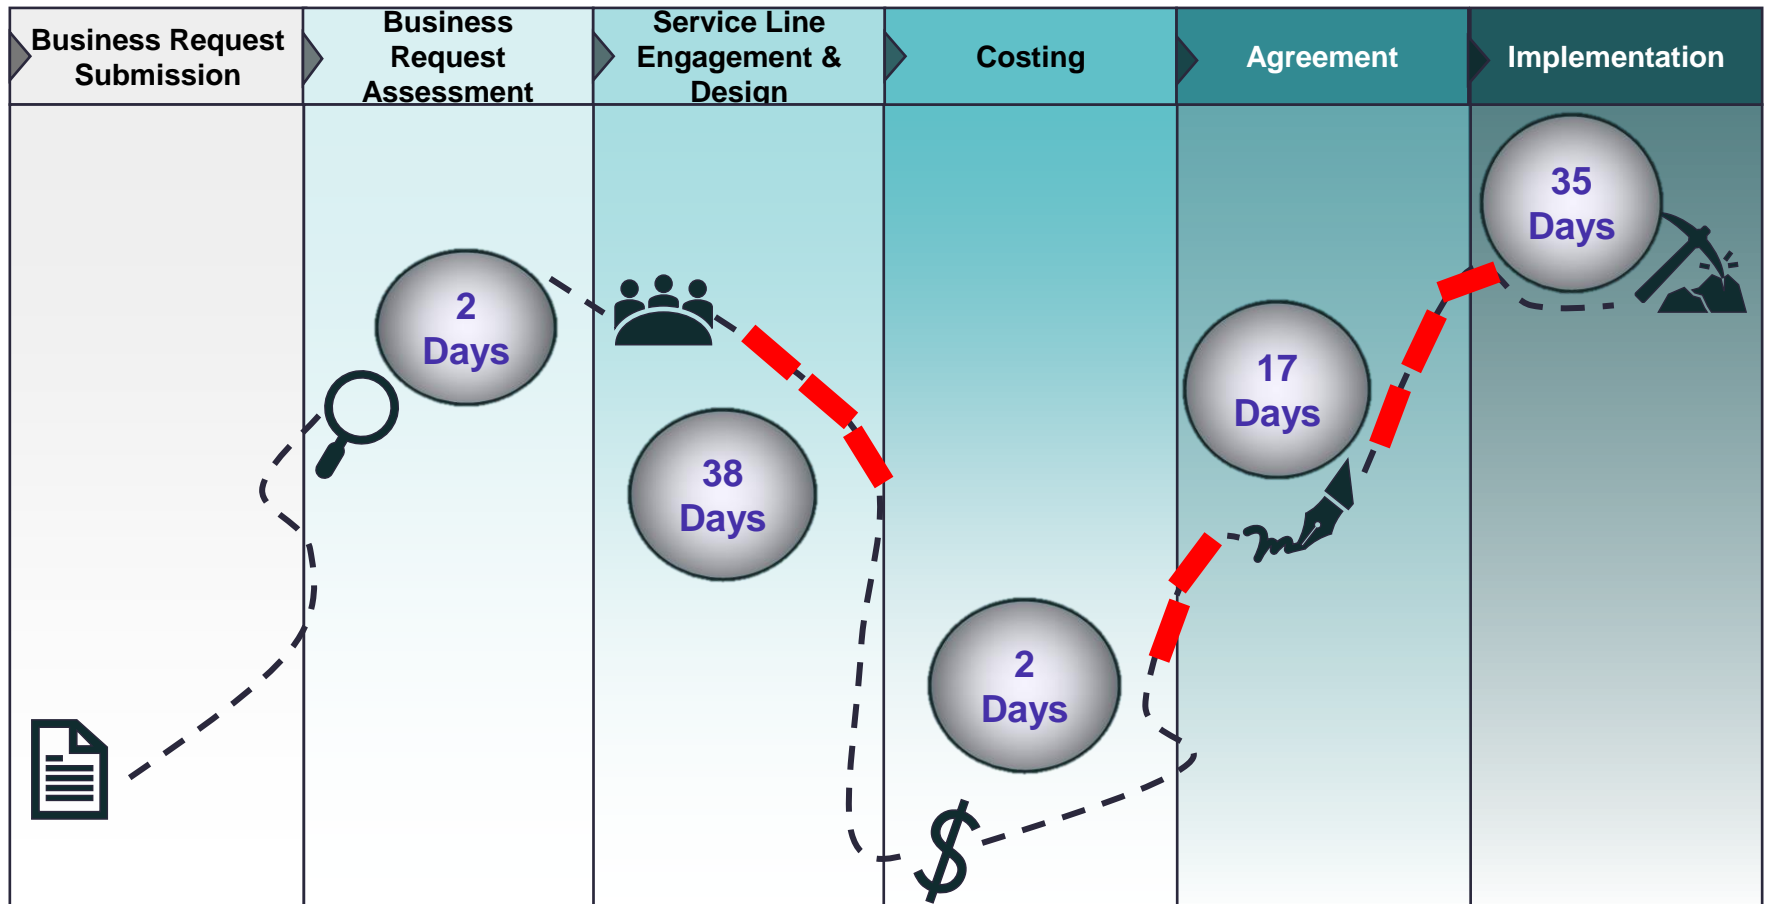 Business Request
Submission
Business
Request
Assessment
Service Line
Engagement &
Design
Costing
Agreement
Implementation
2
Days
38
Days
2
Days
17
Days
35
Days
$